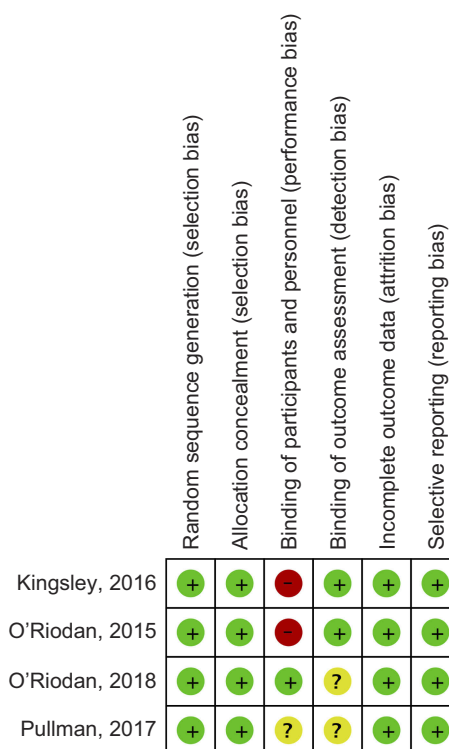 Random sequence generation (selection bias)
Allocation concealment (selection bias)
Binding of participants and personnel (performance bias)
Binding of outcome assessment (detection bias)
Incomplete outcome data (attrition bias)
Selective reporting (reporting bias)
Kingsley, 2016 + + - + + +
O'Riodan, 2015 + + - + + +
O'Riodan, 2018 + + + ? + +
Pullman, 2017 + + ? ? + +